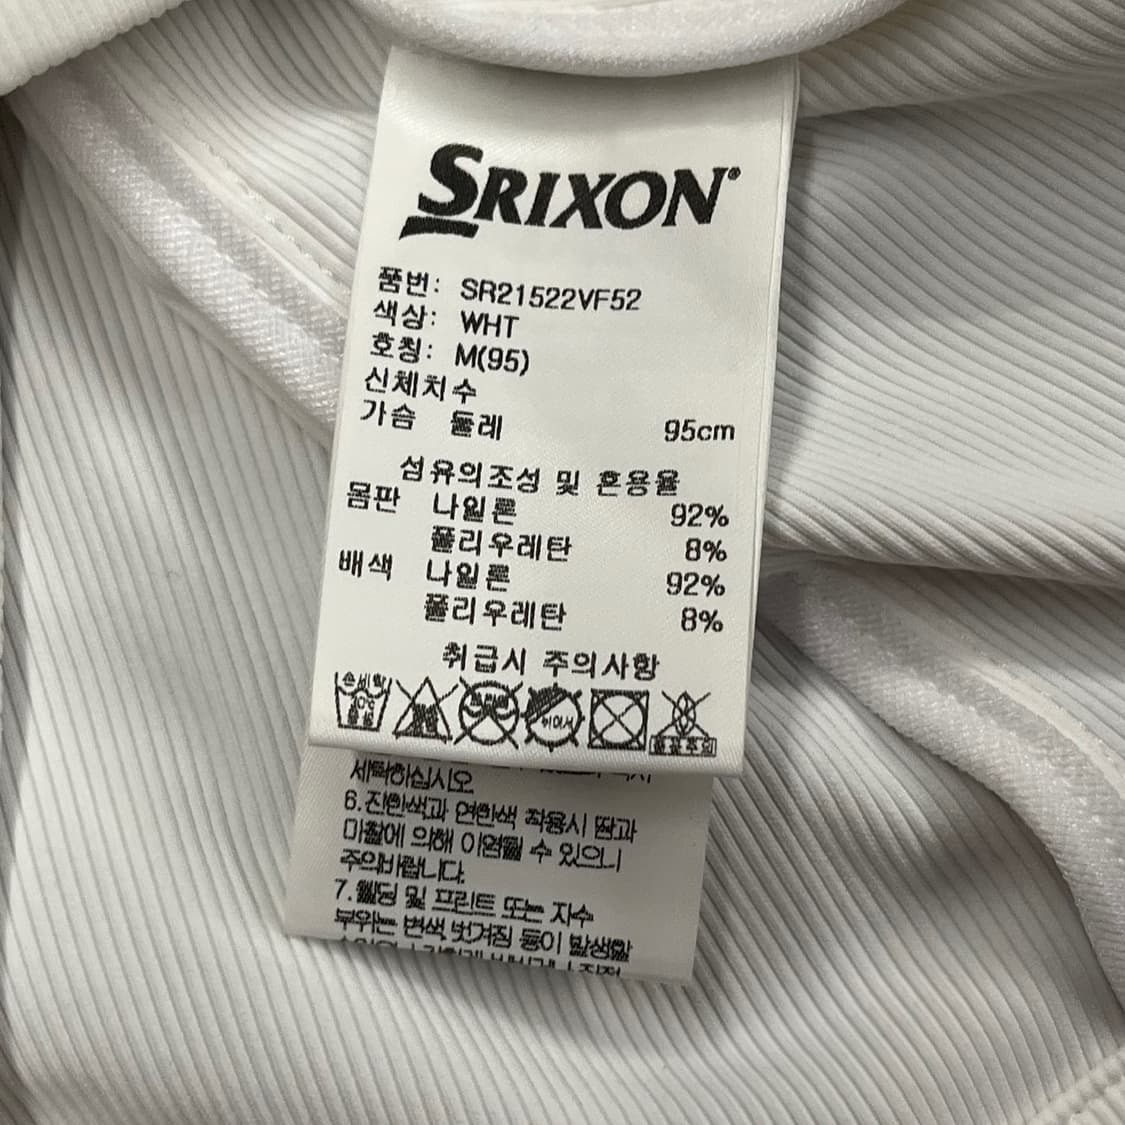 SRIXON®
품번: SR21522VF52
색상: WHT
호칭: M(95)
신체치수
가슴 둘레 95cm
섬유의조성 및 혼용율
몸판 나일론 92%
폴리우레탄 8%
배색 나일론 92%
폴리우레탄 8%
취급시 주의사항
손세탁
세탁하십시오
6.진한색과 연한색 착용시 땀과
마찰에 의해 이염될 수 있으니
주의바랍니다.
7.웰딩 및 프린트 또는 자수
부위는 변색 벗겨짐 등이 발생할